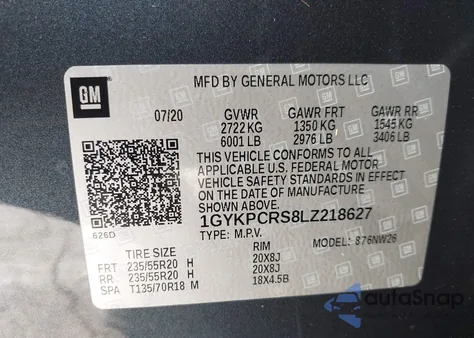 GM
MFD BY GENERAL MOTORS LLC
07/20 GVWR GAWR FRT GAWR RR
2722 KG 1350 KG 1545 KG
6001 LB 2976 LB 3406 LB
THIS VEHICLE CONFORMS TO ALL
APPLICABLE U.S. FEDERAL MOTOR
VEHICLE SAFETY STANDARDS IN EFFECT
ON THE DATE OF MANUFACTURE
SHOWN ABOVE.
626D
1GYKPCRS8LZ218627
TYPE: M.P.V. MODEL: 876NW26
TIRE SIZE RIM
FRT 235/55R20 H 20X8J
RR 235/55R20 H 20X8J
SPA T135/70R18 M 18X4.5B
autoSnap